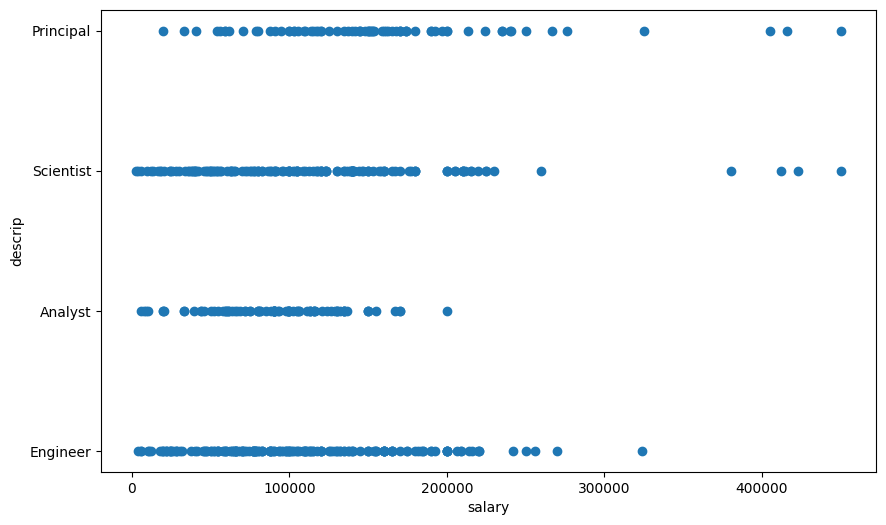 Principal
Scientist
descrip
Analyst
Engineer
0 100000 200000 300000 400000
salary